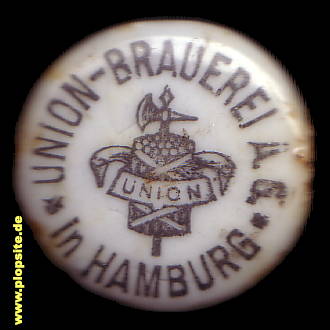 UNION-BRAUEREI A.G.
* in HAMBURG *
UNION
© www.plopsite.de